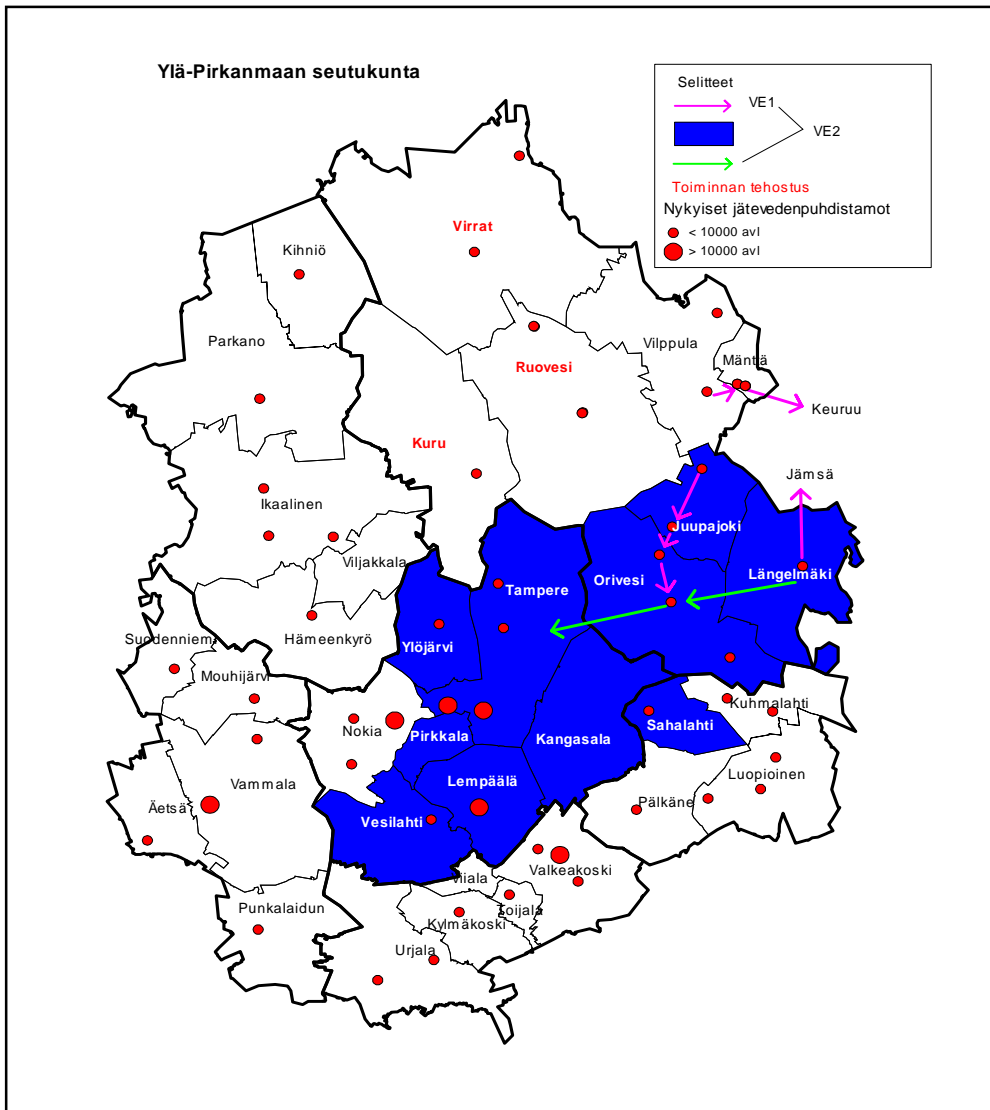 Ylä-Pirkanmaan seutukunta
Selitteet
VE1
VE2
Toiminnan tehostus
Nykyiset jätevedenpuhdistamot
< 10000 avl
> 10000 avl
Virrat
Kihniö
Parkano
Vilppula
Mänttä
Ruovesi
Keuruu
Kuru
Jämsä
Ikaalinen
Juupajoki
Viljakkala
Orivesi
Längelmäki
Tampere
Suodenniemi
Hämeenkyrö
Ylöjärvi
Mouhijärvi
Kuhmalahti
Nokia
Pirkkala
Kangasala
Sahalahti
Vammala
Lempäälä
Luopioinen
Äetsä
Vesilahti
Pälkäne
Viiala
Valkeakoski
Punkalaidun
Toijala
Kylmäkoski
Urjala